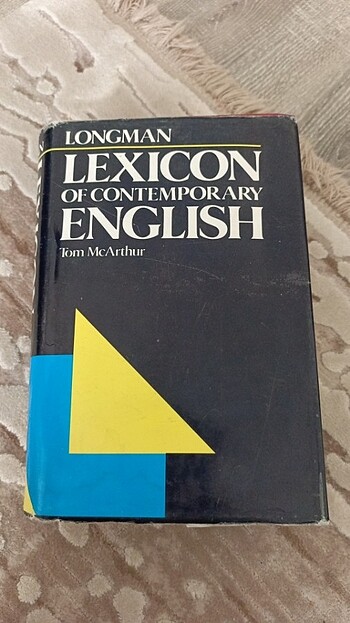 LONGMAN
LEXICON
OF CONTEMPORARY
ENGLISH
Tom McArthur